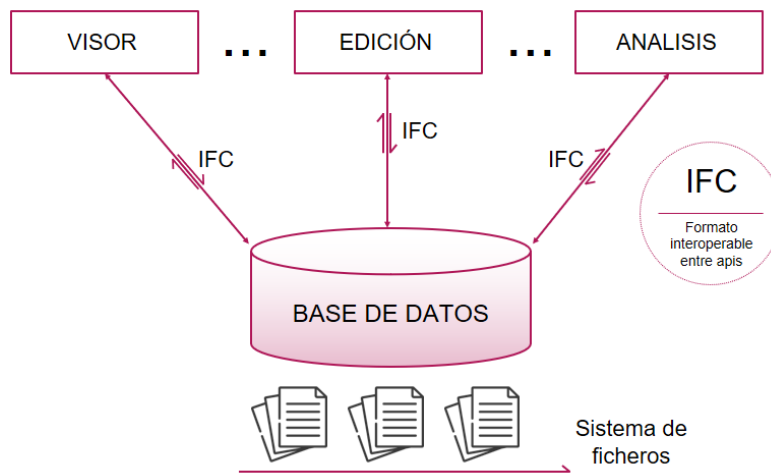 VISOR
...
EDICIÓN
...
ANALISIS
IFC
IFC
IFC
IFC
Formato
interoperable
entre apis
BASE DE DATOS
Sistema de
ficheros